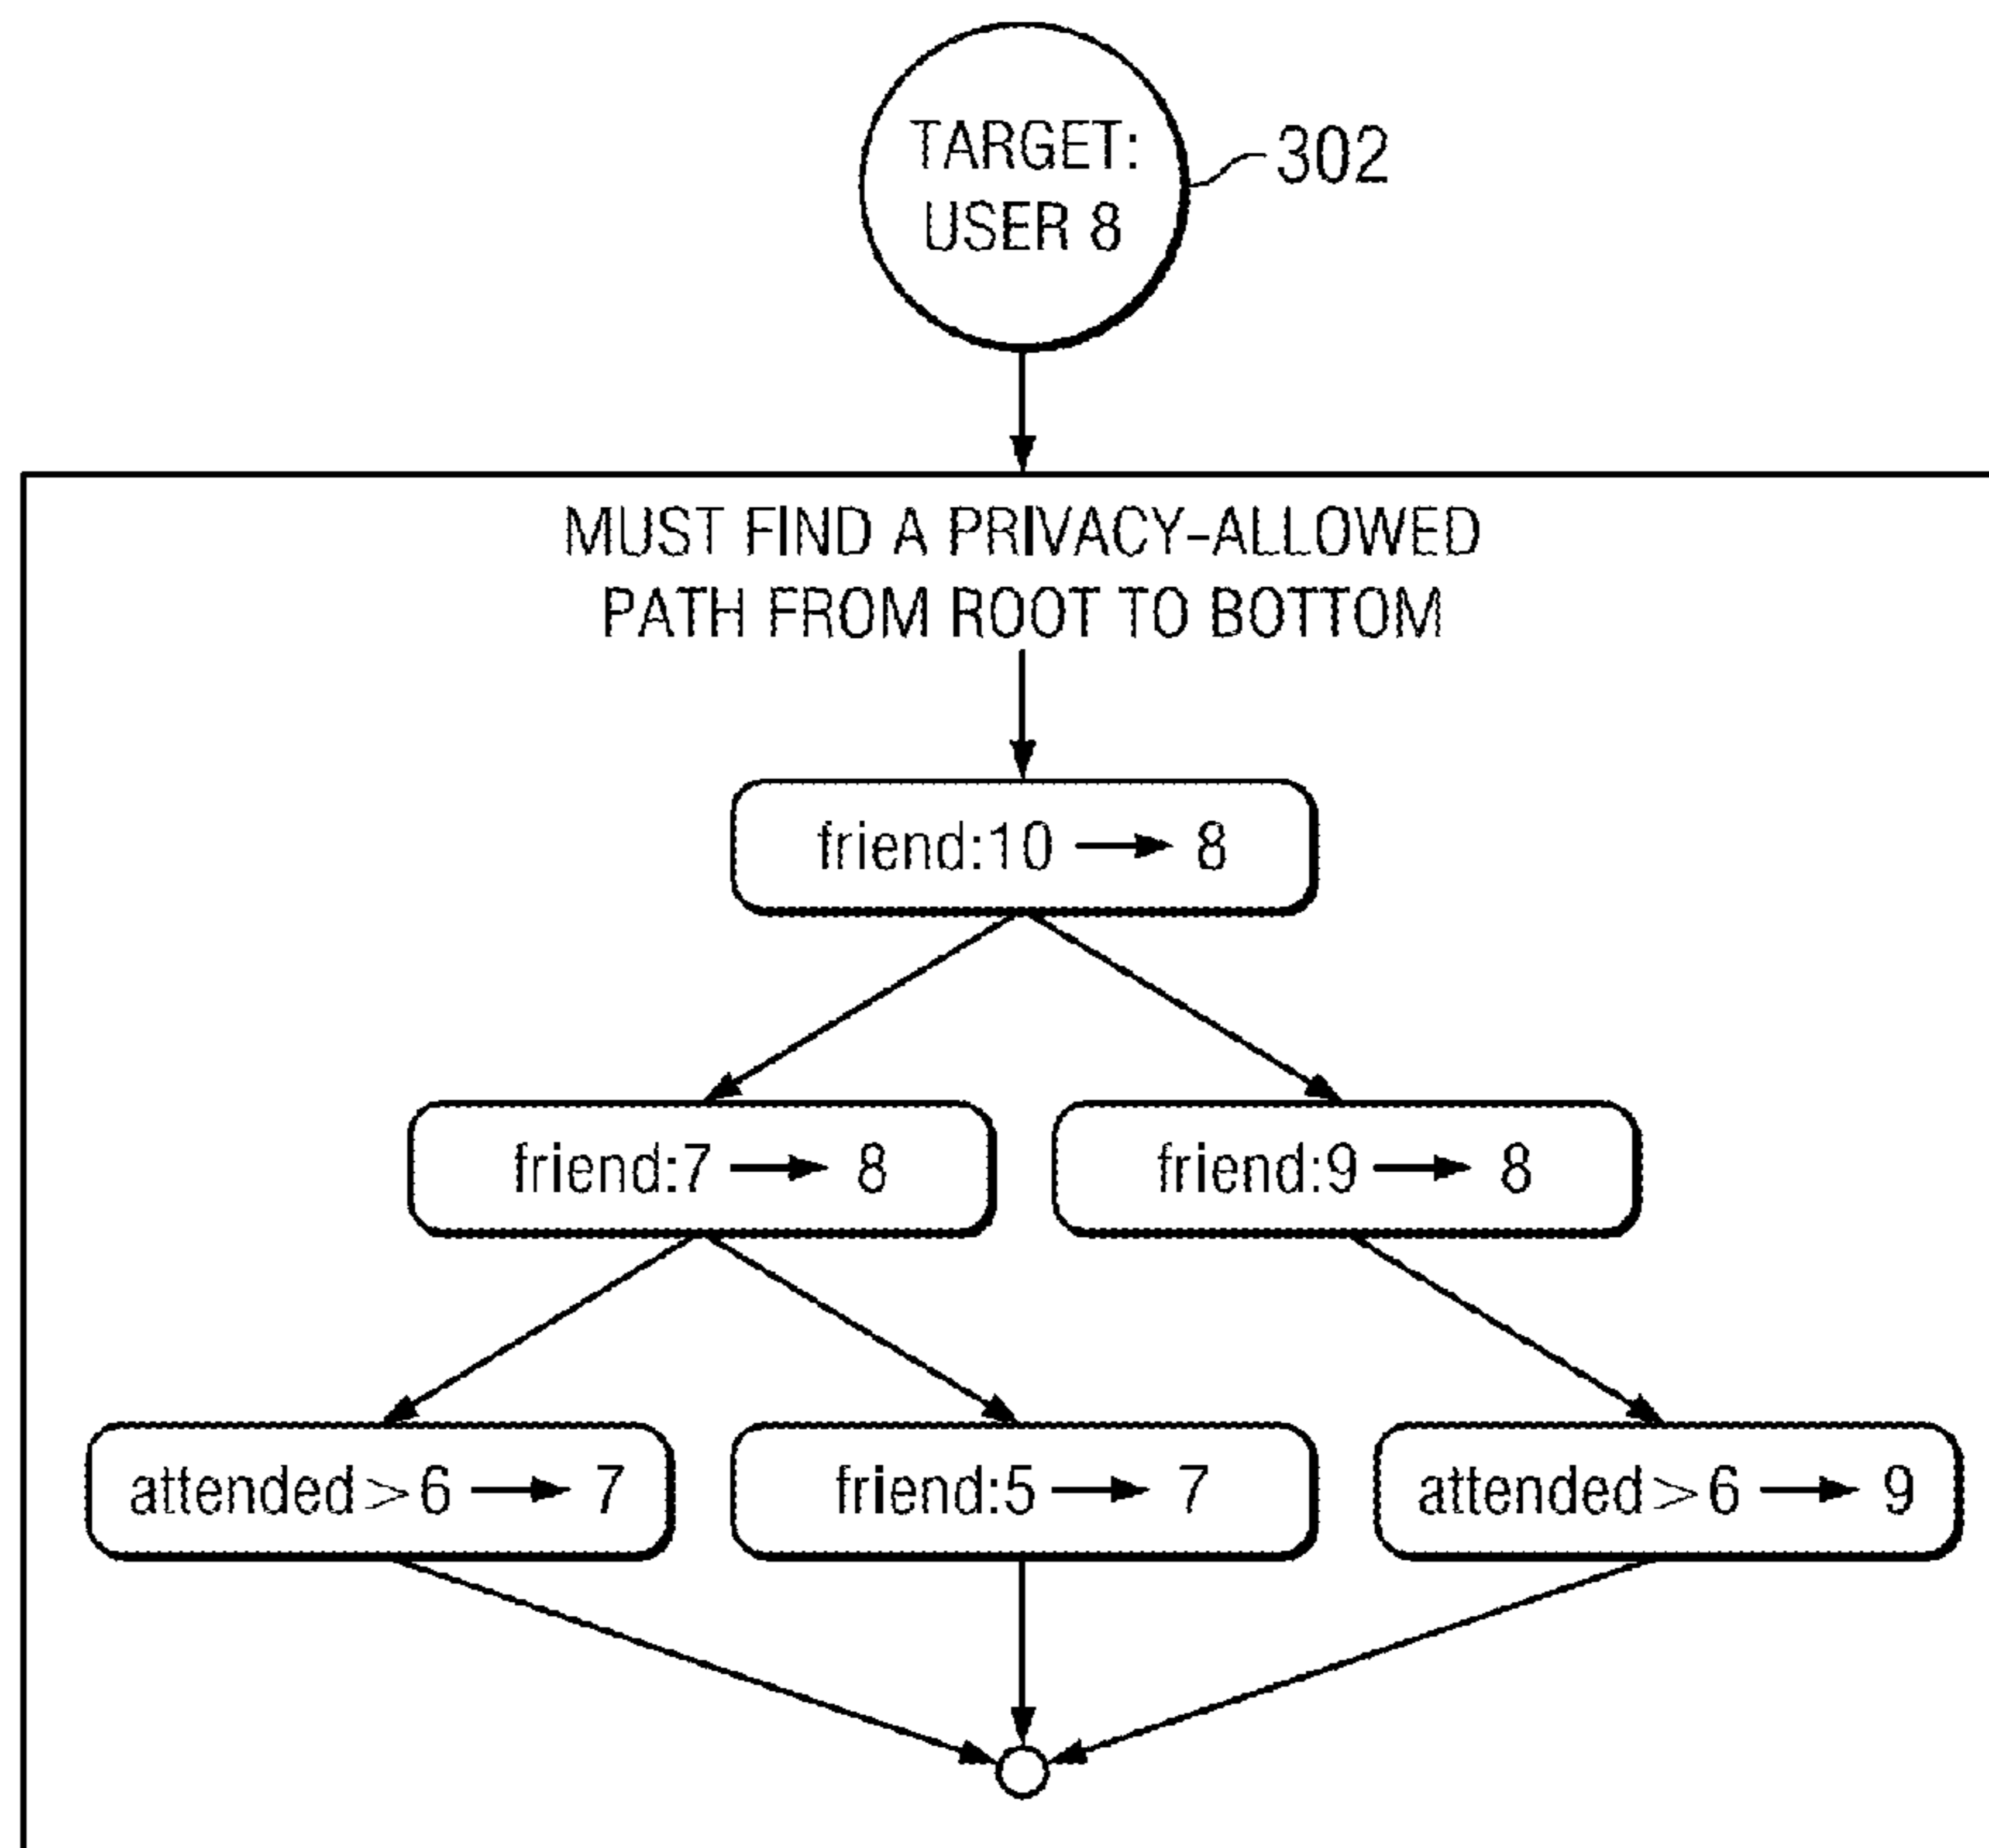 TARGET:
USER 8
302
MUST FIND A PRIVACY-ALLOWED
PATH FROM ROOT TO BOTTOM
friend:10 → 8
friend:7 → 8
friend:9 → 8
attended > 6 → 7
friend:5 → 7
attended > 6 → 9